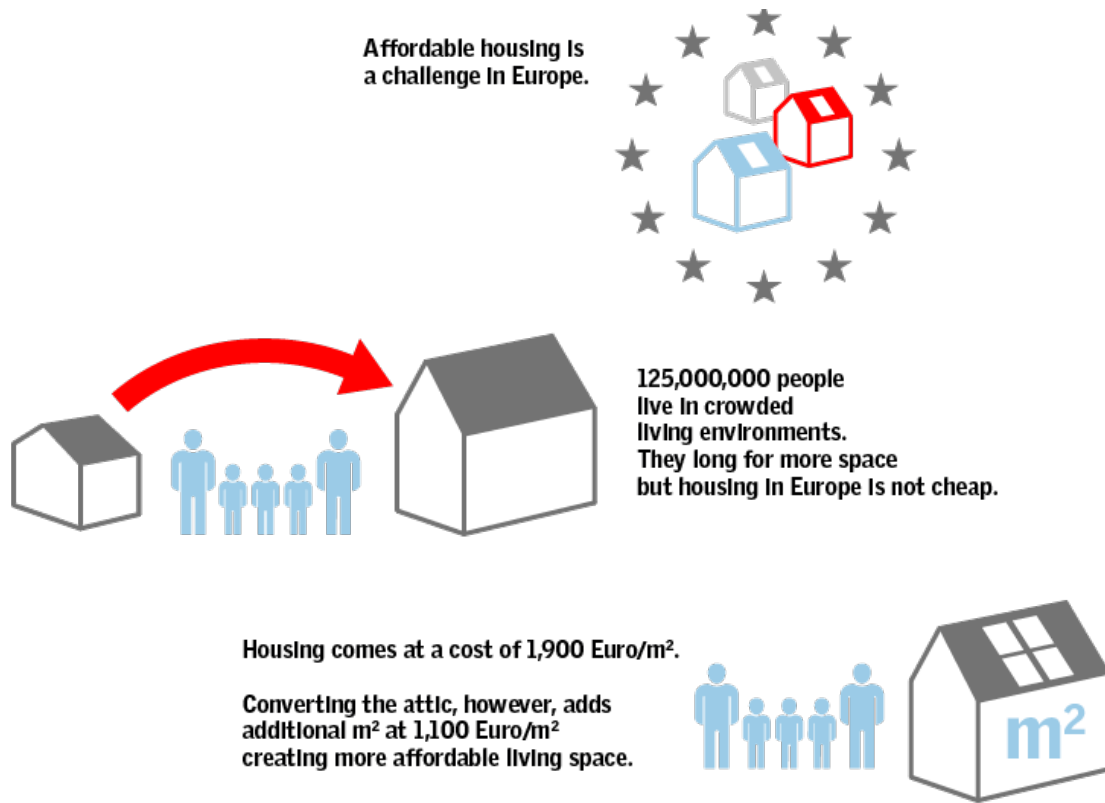 Affordable housing is
a challenge in Europe.
125,000,000 people
live in crowded
living environments.
They long for more space
but housing in Europe is not cheap.
Housing comes at a cost of 1,900 Euro/m².
Converting the attic, however, adds
additional m² at 1,100 Euro/m²
creating more affordable living space.
m²